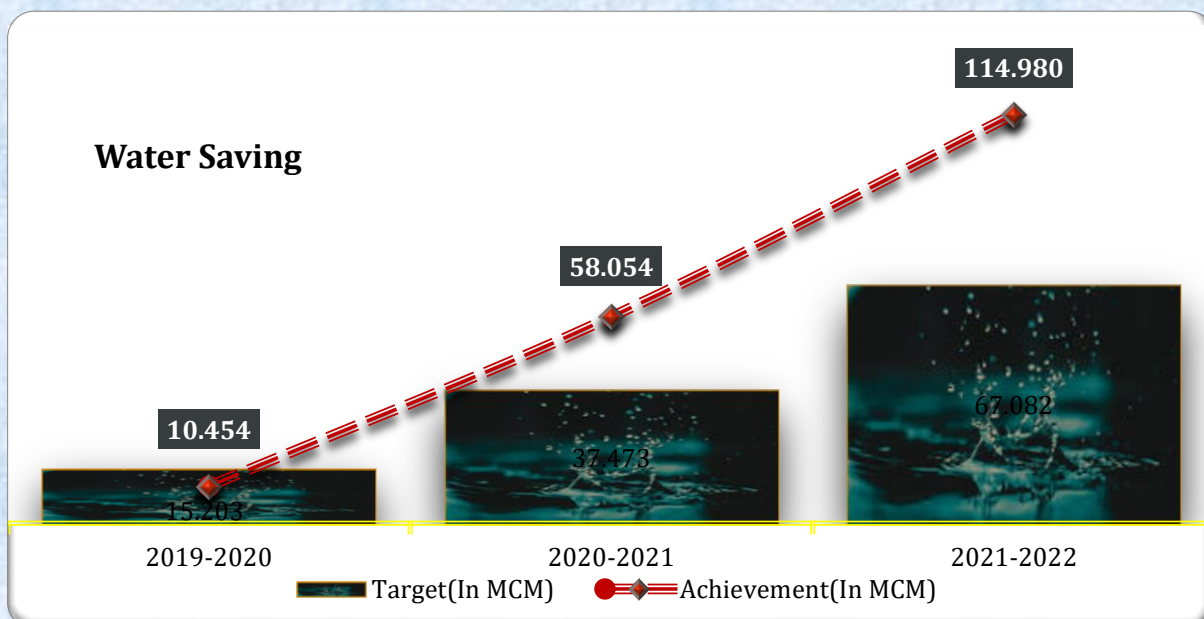 114.980
Water Saving
58.054
10.454
67.082
37.473
15.203
2019-2020 2020-2021 2021-2022
Target(In MCM) Achievement(In MCM)